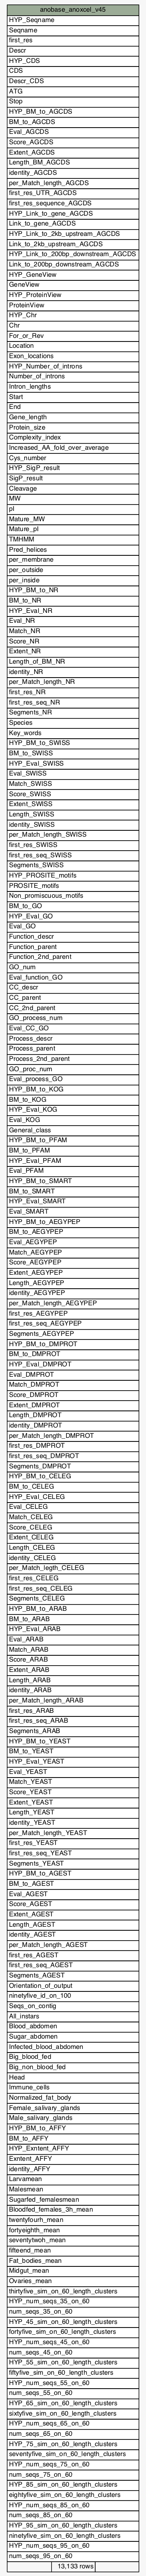 anobase_anoxcel_v45
HYP_Seqname
Seqname
first_res
Descr
HYP_CDS
CDS
Descr_CDS
ATG
Stop
HYP_BM_to_AGCDS
BM_to_AGCDS
Eval_AGCDS
Score_AGCDS
Extent_AGCDS
Length_BM_AGCDS
identity_AGCDS
per_Match_length_AGCDS
first_res_UTR_AGCDS
first_res_sequence_AGCDS
HYP_Link_to_gene_AGCDS
Link_to_gene_AGCDS
HYP_Link_to_2kb_upstream_AGCDS
Link_to_2kb_upstream_AGCDS
HYP_Link_to_200bp_downstream_AGCDS
Link_to_200bp_downstream_AGCDS
HYP_GeneView
GeneView
HYP_ProteinView
ProteinView
HYP_Chr
Chr
For_or_Rev
Location
Exon_locations
HYP_Number_of_introns
Number_of_introns
Intron_lengths
Start
End
Gene_length
Protein_size
Complexity_index
Increased_AA_fold_over_average
Cys_number
HYP_SigP_result
SigP_result
Cleavage
MW
pI
Mature_MW
Mature_pI
TMHMM
Pred_helices
per_membrane
per_outside
per_inside
HYP_BM_to_NR
BM_to_NR
HYP_Eval_NR
Eval_NR
Match_NR
Score_NR
Extent_NR
Length_of_BM_NR
identity_NR
per_Match_length_NR
first_res_NR
first_res_seq_NR
Segments_NR
Species
Key_words
HYP_BM_to_SWISS
BM_to_SWISS
HYP_Eval_SWISS
Eval_SWISS
Match_SWISS
Score_SWISS
Extent_SWISS
Length_SWISS
identity_SWISS
per_Match_length_SWISS
first_res_SWISS
first_res_seq_SWISS
Segments_SWISS
HYP_PROSITE_motifs
PROSITE_motifs
Non_promiscuous_motifs
BM_to_GO
HYP_Eval_GO
Eval_GO
Function_descr
Function_parent
Function_2nd_parent
GO_num
Eval_function_GO
CC_descr
CC_parent
CC_2nd_parent
GO_process_num
Eval_CC_GO
Process_descr
Process_parent
Process_2nd_parent
GO_proc_num
Eval_process_GO
HYP_BM_to_KOG
BM_to_KOG
HYP_Eval_KOG
Eval_KOG
General_class
HYP_BM_to_PFAM
BM_to_PFAM
HYP_Eval_PFAM
Eval_PFAM
HYP_BM_to_SMART
BM_to_SMART
HYP_Eval_SMART
Eval_SMART
HYP_BM_to_AEGYPEP
BM_to_AEGYPEP
Eval_AEGYPEP
Match_AEGYPEP
Score_AEGYPEP
Extent_AEGYPEP
Length_AEGYPEP
identity_AEGYPEP
per_Match_length_AEGYPEP
first_res_AEGYPEP
first_res_seq_AEGYPEP
Segments_AEGYPEP
HYP_BM_to_DMPROT
BM_to_DMPROT
HYP_Eval_DMPROT
Eval_DMPROT
Match_DMPROT
Score_DMPROT
Extent_DMPROT
Length_DMPROT
identity_DMPROT
per_Match_length_DMPROT
first_res_DMPROT
first_res_seq_DMPROT
Segments_DMPROT
HYP_BM_to_CELEG
BM_to_CELEG
HYP_Eval_CELEG
Eval_CELEG
Match_CELEG
Score_CELEG
Extent_CELEG
Length_CELEG
identity_CELEG
per_Match_legth_CELEG
first_res_CELEG
first_res_seq_CELEG
Segments_CELEG
HYP_BM_to_ARAB
BM_to_ARAB
HYP_Eval_ARAB
Eval_ARAB
Match_ARAB
Score_ARAB
Extent_ARAB
Length_ARAB
identity_ARAB
per_Match_length_ARAB
first_res_ARAB
first_res_seq_ARAB
Segments_ARAB
HYP_BM_to_YEAST
BM_to_YEAST
HYP_Eval_YEAST
Eval_YEAST
Match_YEAST
Score_YEAST
Extent_YEAST
Length_YEAST
identity_YEAST
per_Match_length_YEAST
first_res_YEAST
first_res_seq_YEAST
Segments_YEAST
HYP_BM_to_AGEST
BM_to_AGEST
Eval_AGEST
Score_AGEST
Extent_AGEST
Length_AGEST
identity_AGEST
per_Match_length_AGEST
first_res_AGEST
first_res_seq_AGEST
Segments_AGEST
Orientation_of_output
ninetyfive_id_on_100
Seqs_on_contig
All_instars
Blood_abdomen
Sugar_abdomen
Infected_blood_abdomen
Big_blood_fed
Big_non_blood_fed
Head
Immune_cells
Normalized_fat_body
Female_salivary_glands
Male_salivary_glands
HYP_BM_to_AFFY
BM_to_AFFY
HYP_Exntent_AFFY
Exntent_AFFY
identity_AFFY
Larvamean
Malesmean
Sugarfed_femalesmean
Bloodfed_females_3h_mean
twentyfourh_mean
fortyeighth_mean
seventytwoh_mean
fifteend_mean
Fat_bodies_mean
Midgut_mean
Ovaries_mean
thirtyfive_sim_on_60_length_clusters
HYP_num_seqs_35_on_60
num_seqs_35_on_60
HYP_45_sim_on_60_length_clusters
fortyfive_sim_on_60_length_clusters
HYP_num_seqs_45_on_60
num_seqs_45_on_60
HYP_55_sim_on_60_length_clusters
fiftyfive_sim_on_60_length_clusters
HYP_num_seqs_55_on_60
num_seqs_55_on_60
HYP_65_sim_on_60_length_clusters
sixtyfive_sim_on_60_length_clusters
HYP_num_seqs_65_on_60
num_seqs_65_on_60
HYP_75_sim_on_60_length_clusters
seventyfive_sim_on_60_length_clusters
HYP_num_seqs_75_on_60
num_seqs_75_on_60
HYP_85_sim_on_60_length_clusters
eightyfive_sim_on_60_length_clusters
HYP_num_seqs_85_on_60
num_seqs_85_on_60
HYP_95_sim_on_60_length_clusters
ninetyfive_sim_on_60_length_clusters
HYP_num_seqs_95_on_60
num_seqs_95_on_60
13,133 rows